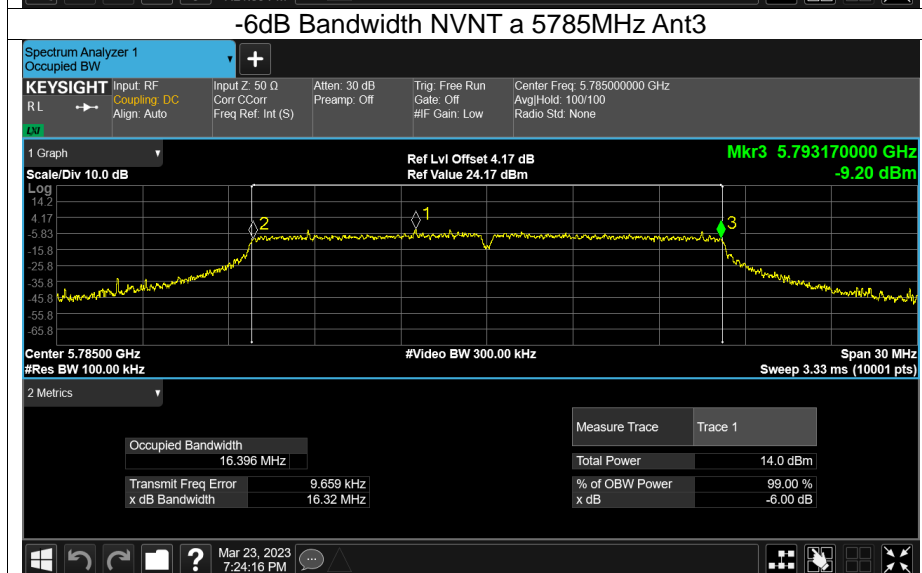 -6dB Bandwidth NVNT a 5785MHz Ant3
Spectrum Analyzer 1
Occupied BW
+
KEYSIGHT
R L
LXI
Input: RF
Coupling: DC
Align: Auto
Input Z: 50 Ω
Corr CCorr
Freq Ref: Int (S)
Atten: 30 dB
Preamp: Off
Trig: Free Run
Gate: Off
#IF Gain: Low
Center Freq: 5.785000000 GHz
Avg|Hold: 100/100
Radio Std: None
1 Graph
Scale/Div 10.0 dB
Ref Lvl Offset 4.17 dB
Ref Value 24.17 dBm
Mkr3 5.793170000 GHz
-9.20 dBm
Log
14.2
4.17
-5.83
-15.8
-25.8
-35.8
-45.8
-55.8
-65.8
2
1
3
Center 5.78500 GHz
#Res BW 100.00 kHz
#Video BW 300.00 kHz
Span 30 MHz
Sweep 3.33 ms (10001 pts)
2 Metrics
Occupied Bandwidth
16.396 MHz
Transmit Freq Error 9.659 kHz
x dB Bandwidth 16.32 MHz
Measure Trace Trace 1
Total Power 14.0 dBm
% of OBW Power 99.00 %
x dB -6.00 dB
?
Mar 23, 2023
7:24:16 PM